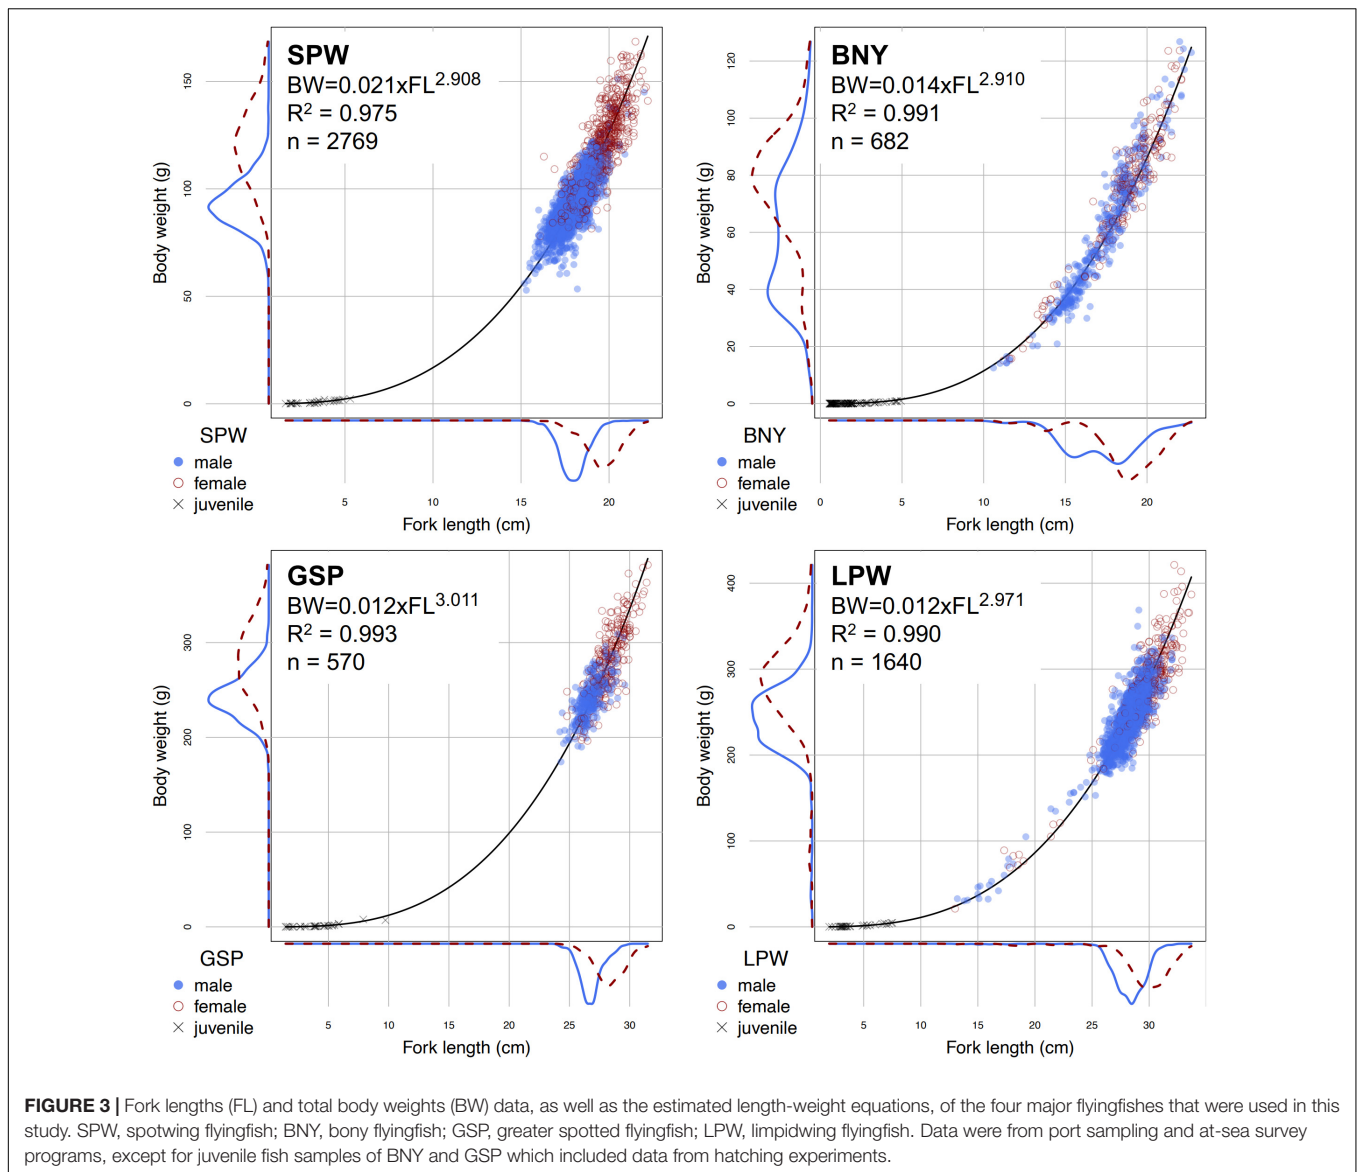 SPW
BW=0.021xFL2.908
R2 = 0.975
n = 2769
Body weight (g)
150
100
50
0
SPW
male
female
juvenile
5 10 15 20
Fork length (cm)
BNY
BW=0.014xFL2.910
R2 = 0.991
n = 682
Body weight (g)
120
100
80
60
40
20
0
BNY
male
female
juvenile
0 5 10 15 20
Fork length (cm)
GSP
BW=0.012xFL3.011
R2 = 0.993
n = 570
Body weight (g)
300
200
100
0
GSP
male
female
juvenile
5 10 15 20 25 30
Fork length (cm)
LPW
BW=0.012xFL2.971
R2 = 0.990
n = 1640
Body weight (g)
400
300
200
100
0
LPW
male
female
juvenile
5 10 15 20 25 30
Fork length (cm)
FIGURE 3 | Fork lengths (FL) and total body weights (BW) data, as well as the estimated length-weight equations, of the four major flyingfishes that were used in this
study. SPW, spotwing flyingfish; BNY, bony flyingfish; GSP, greater spotted flyingfish; LPW, limpidwing flyingfish. Data were from port sampling and at-sea survey
programs, except for juvenile fish samples of BNY and GSP which included data from hatching experiments.